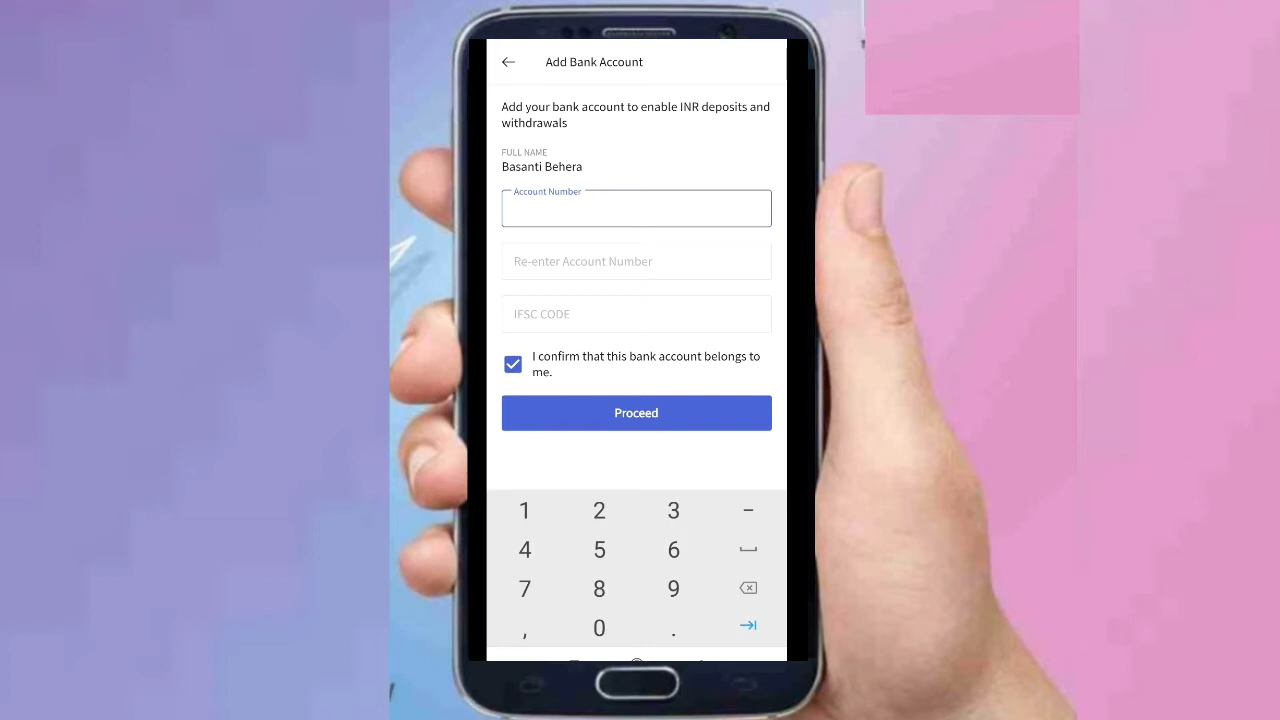 Add Bank Account
Add your bank account to enable INR deposits and
withdrawals
FULL NAME
Basanti Behera
Account Number
Re-enter Account Number
IFSC CODE
I confirm that this bank account belongs to
me.
Proceed
1 2 3 -
4 5 6
7 8 9
, 0 .